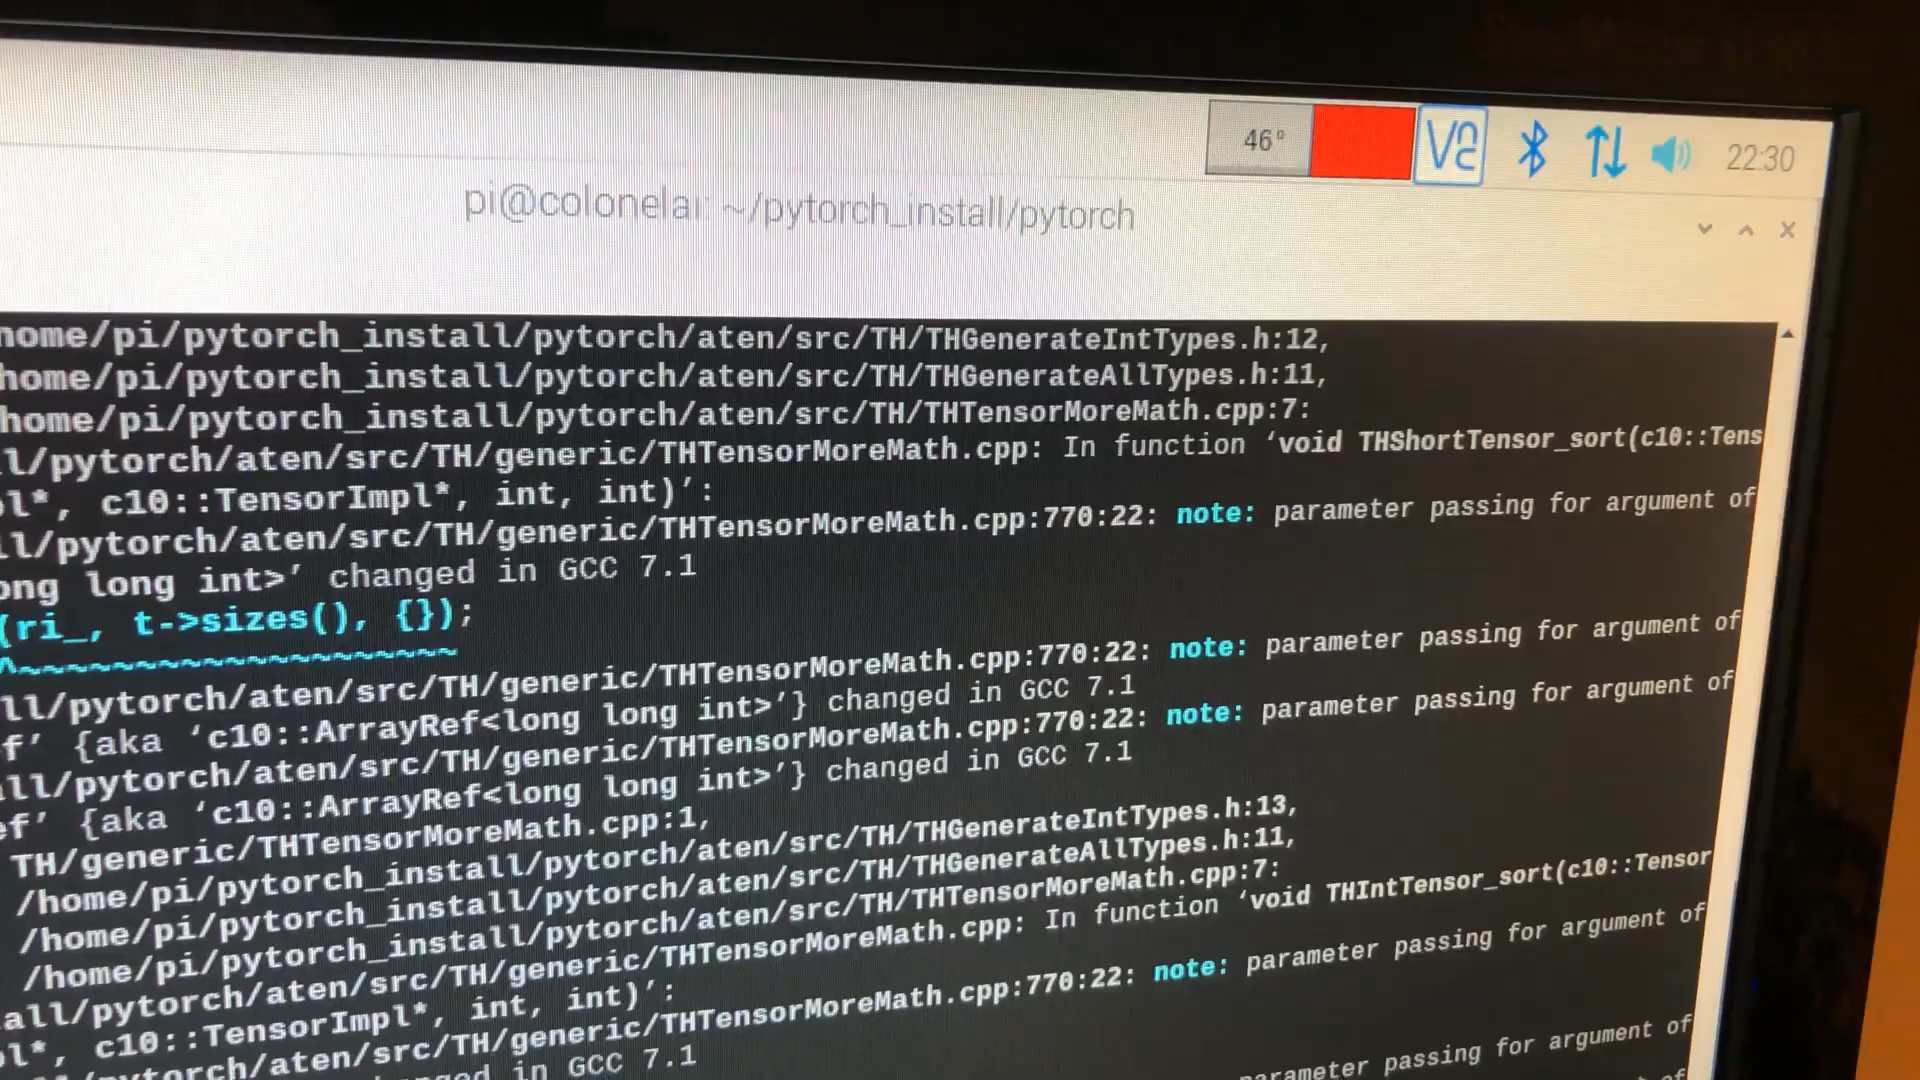 46° V2 22:30
pi@colonelai: ~/pytorch_install/pytorch
home/pi/pytorch_install/pytorch/aten/src/TH/THGenerateIntTypes.h:12,
home/pi/pytorch_install/pytorch/aten/src/TH/THGenerateAllTypes.h:11,
home/pi/pytorch_install/pytorch/aten/src/TH/THTensorMoreMath.cpp:7:
l/pytorch/aten/src/TH/generic/THTensorMoreMath.cpp: In function ‘void THShortTensor_sort(c10::Tens
ol*, c10::TensorImpl*, int, int)’:
ll/pytorch/aten/src/TH/generic/THTensorMoreMath.cpp:770:22: note: parameter passing for argument of
ong long int>’ changed in GCC 7.1
(ri_, t->sizes(), {});
^~~~~~~~~~~~~~~~~~~~~
ll/pytorch/aten/src/TH/generic/THTensorMoreMath.cpp:770:22: note: parameter passing for argument of
ef’ {aka ‘c10::ArrayRef<long long int>’} changed in GCC 7.1
all/pytorch/aten/src/TH/generic/THTensorMoreMath.cpp:770:22: note: parameter passing for argument of
ef’ {aka ‘c10::ArrayRef<long long int>’} changed in GCC 7.1
TH/generic/THTensorMoreMath.cpp:1,
/home/pi/pytorch_install/pytorch/aten/src/TH/THGenerateIntTypes.h:13,
/home/pi/pytorch_install/pytorch/aten/src/TH/THGenerateAllTypes.h:11,
/home/pi/pytorch_install/pytorch/aten/src/TH/THTensorMoreMath.cpp:7:
all/pytorch/aten/src/TH/generic/THTensorMoreMath.cpp: In function ‘void THIntTensor_sort(c10::Tensor
pl*, c10::TensorImpl*, int, int)’:
/pytorch/aten/src/TH/generic/THTensorMoreMath.cpp:770:22: note: parameter passing for argument of
changed in GCC 7.1
parameter passing for argument of
of